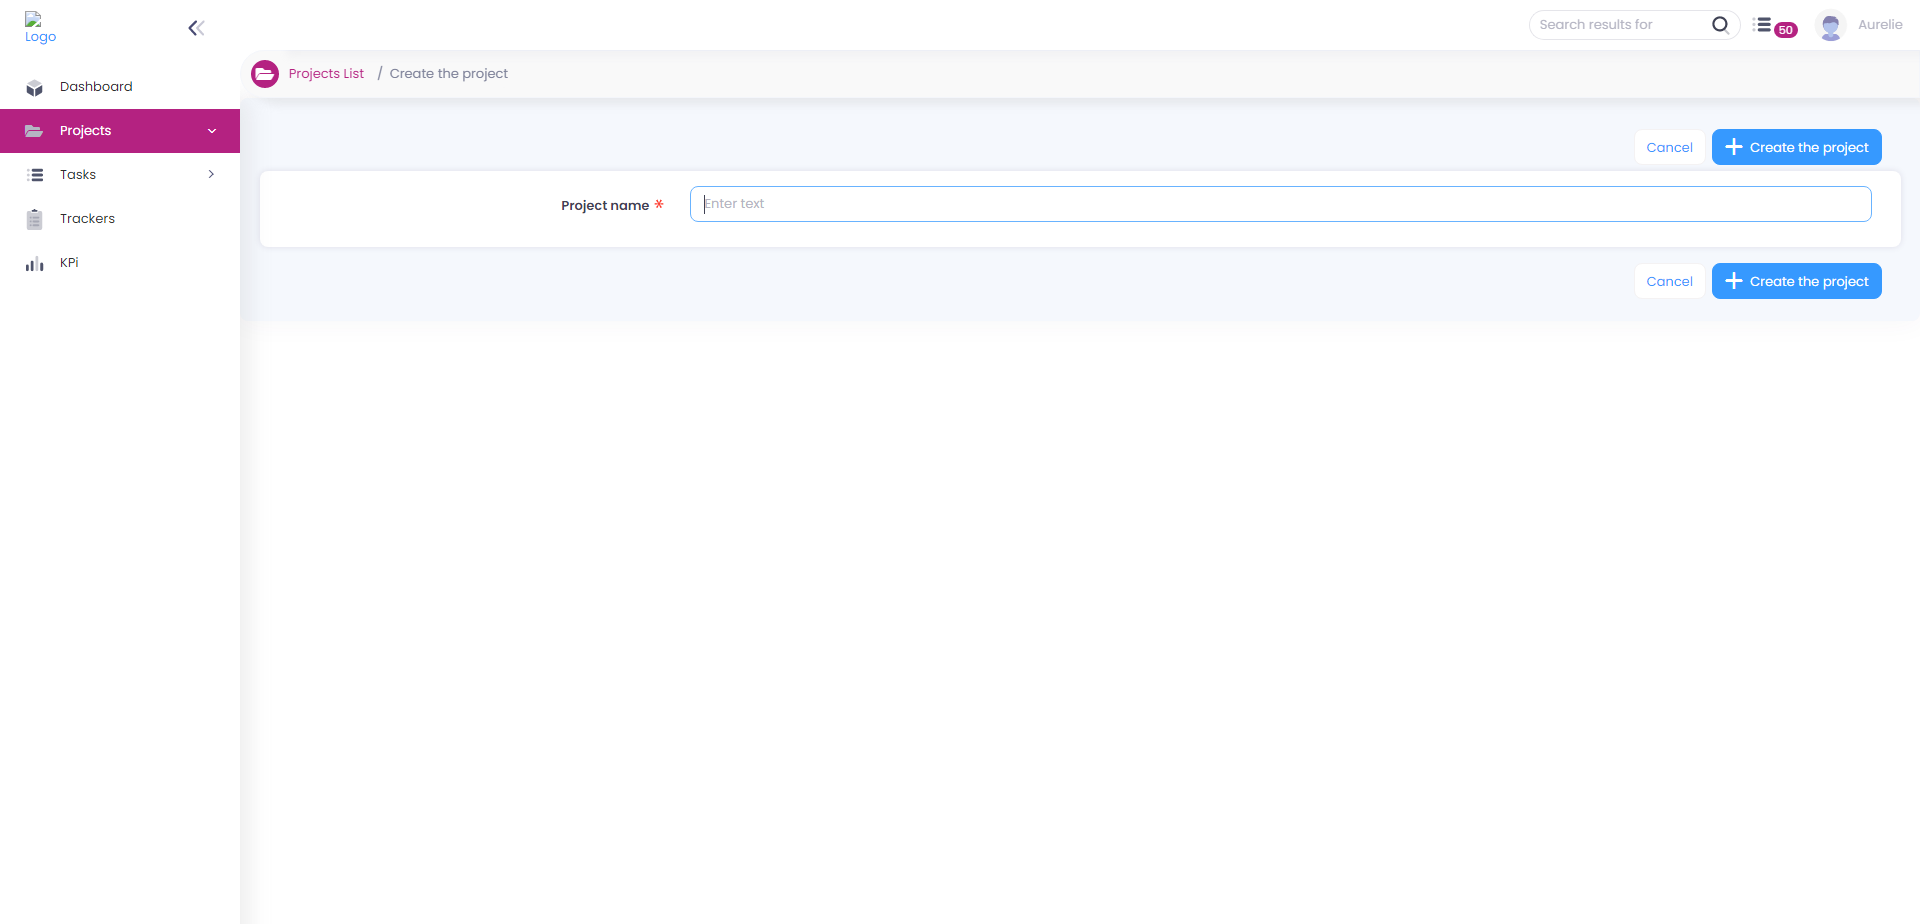 Logo
Search results for
50
Aurelie
Dashboard
Projects
Tasks
Trackers
KPi
Projects List / Create the project
Cancel
Create the project
Project name *
Enter text
Cancel
Create the project